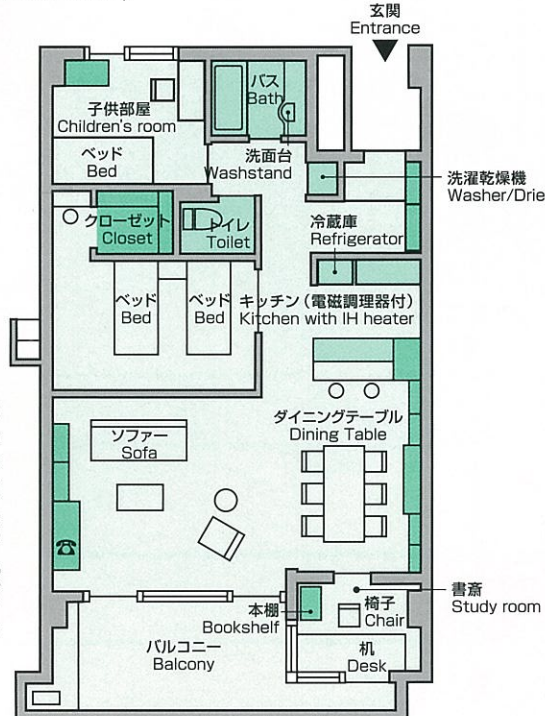 玄関
Entrance
バス
Bath
子供部屋
Children's room
ベッド
Bed
洗面台
Washstand
洗濯乾燥機
Washer/Drie
クローゼット
Closet
トイレ
Toilet
冷蔵庫
Refrigerator
ベッド
Bed
ベッド
Bed
キッチン(電磁調理器付)
Kitchen with IH heater
ダイニングテーブル
Dining Table
ソファー
Sofa
書斎
Study room
本棚
Bookshelf
椅子
Chair
机
Desk
バルコニー
Balcony